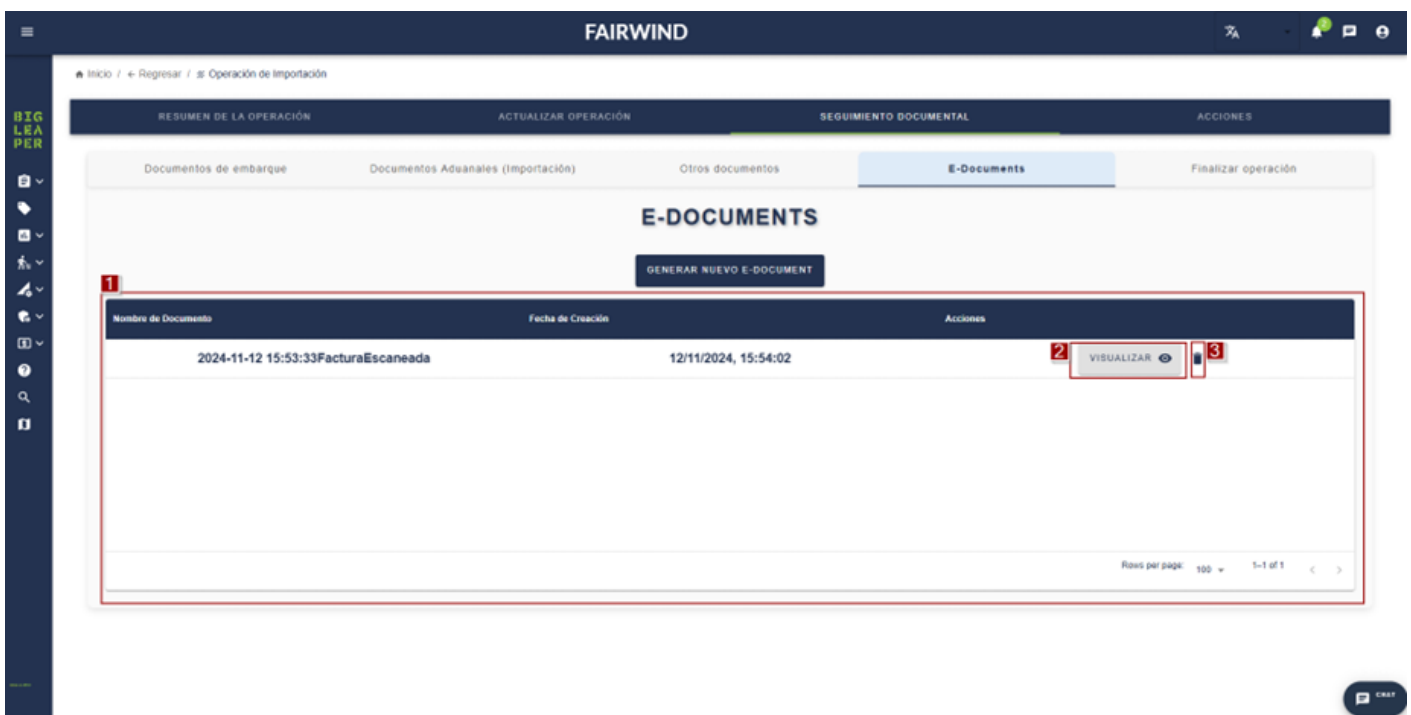 FAIRWIND
2
Inicio / ← Regresar / Operación de Importación
BIG
LEA
PER
RESUMEN DE LA OPERACIÓN ACTUALIZAR OPERACIÓN SEGUIMIENTO DOCUMENTAL ACCIONES
Documentos de embarque Documentos Aduanales (Importación) Otros documentos E-Documents Finalizar operación
E-DOCUMENTS
GENERAR NUEVO E-DOCUMENT
1
Nombre de Documento Fecha de Creación Acciones
2024-11-12 15:53:33FacturaEscaneada 12/11/2024, 15:54:02 2 VISUALIZAR 3
Rows per page: 100 1–1 of 1
CHAT